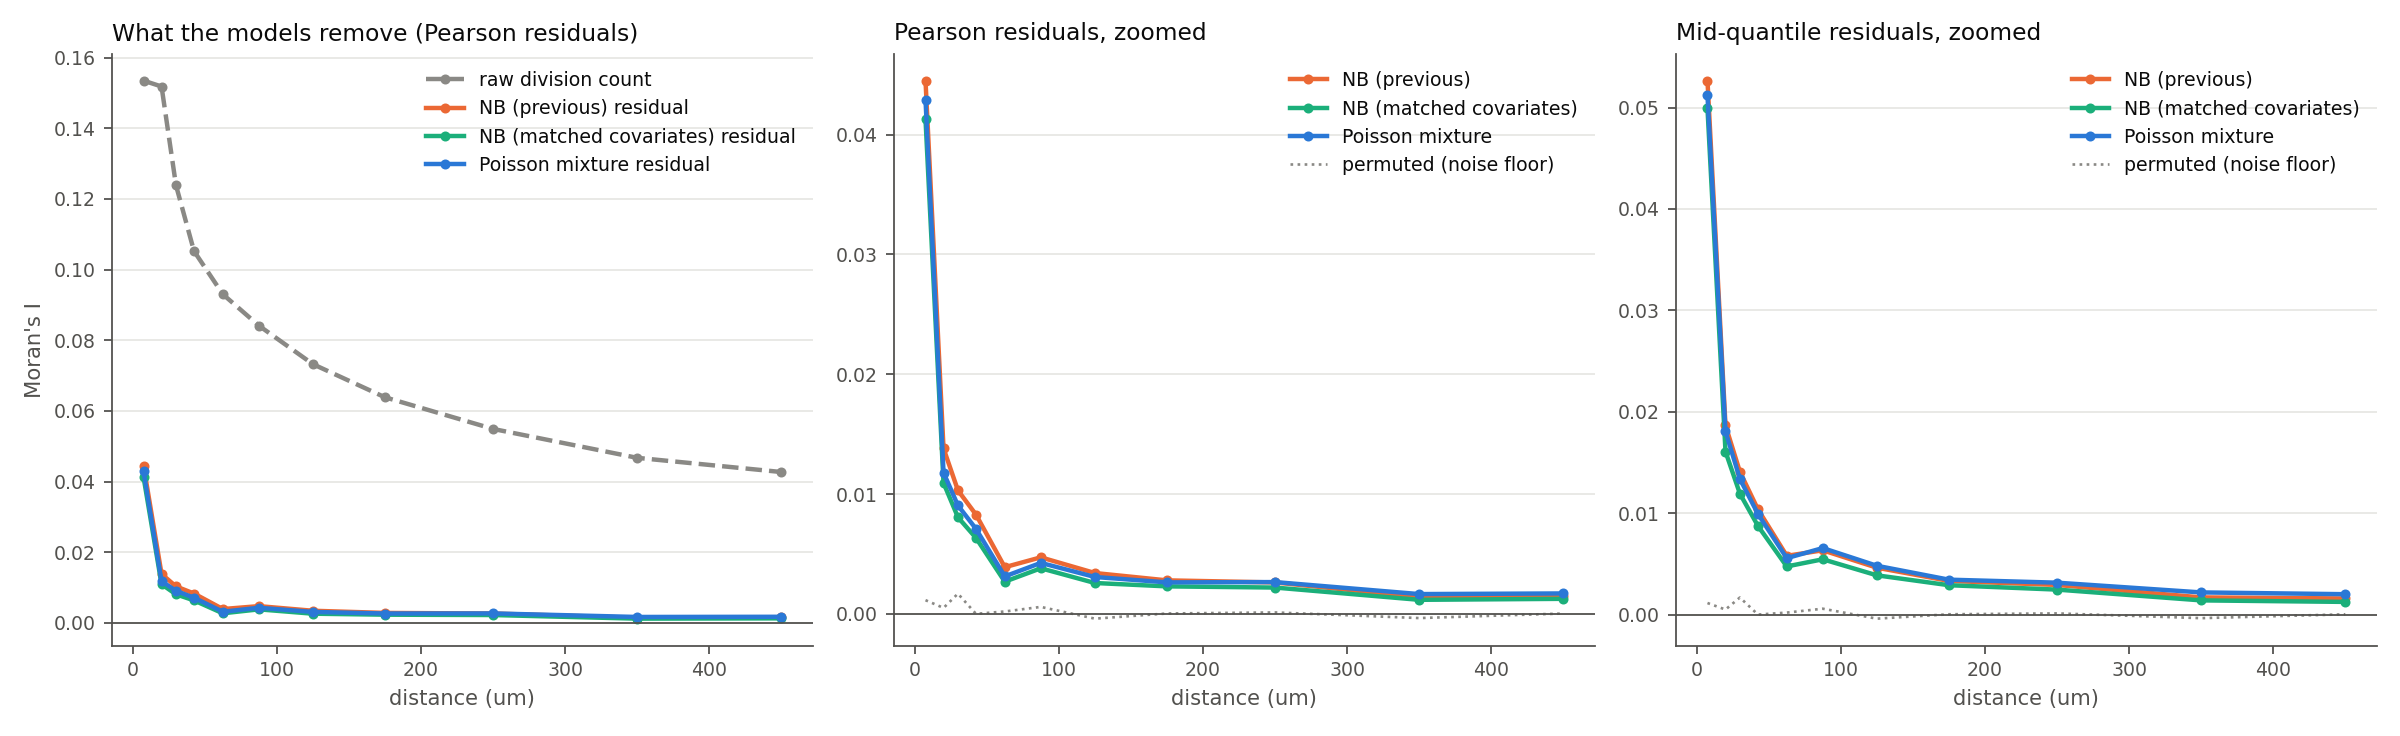 What the models remove (Pearson residuals)
Moran's I
0.16
0.14
0.12
0.10
0.08
0.06
0.04
0.02
0.00
raw division count
NB (previous) residual
NB (matched covariates) residual
Poisson mixture residual
0 100 200 300 400
distance (um)
Pearson residuals, zoomed
0.04
0.03
0.02
0.01
0.00
NB (previous)
NB (matched covariates)
Poisson mixture
permuted (noise floor)
0 100 200 300 400
distance (um)
Mid-quantile residuals, zoomed
0.05
0.04
0.03
0.02
0.01
0.00
NB (previous)
NB (matched covariates)
Poisson mixture
permuted (noise floor)
0 100 200 300 400
distance (um)